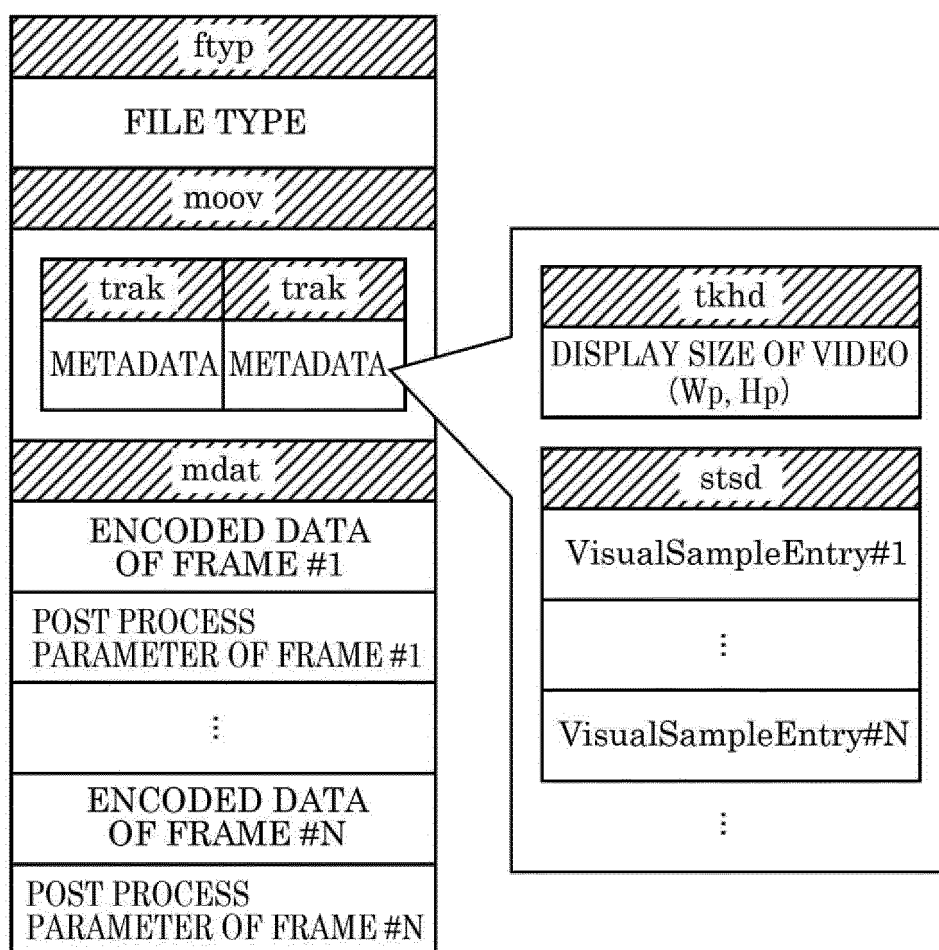 ftyp
FILE TYPE
moov
trak trak
METADATA METADATA
mdat
ENCODED DATA
OF FRAME #1
POST PROCESS
PARAMETER OF FRAME #1
⋮
ENCODED DATA
OF FRAME #N
POST PROCESS
PARAMETER OF FRAME #N
tkhd
DISPLAY SIZE OF VIDEO
(Wp, Hp)
stsd
VisualSampleEntry#1
⋮
VisualSampleEntry#N
⋮